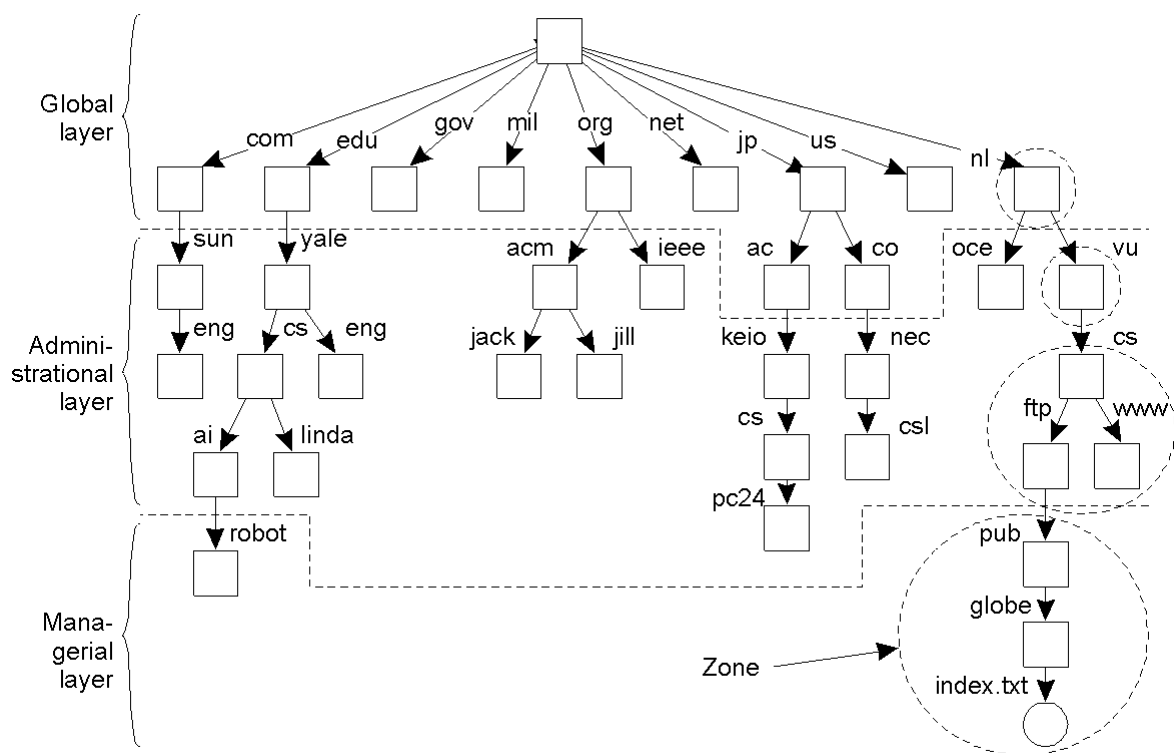 Global
layer
com
edu
gov
mil
org
net
jp
us
nl
sun
yale
acm
ieee
ac
co
oce
vu
Admini-
strational
layer
eng
cs
eng
jack
jill
keio
nec
cs
ai
linda
cs
csl
ftp
www
pc24
robot
pub
Mana-
gerial
layer
globe
Zone
index.txt